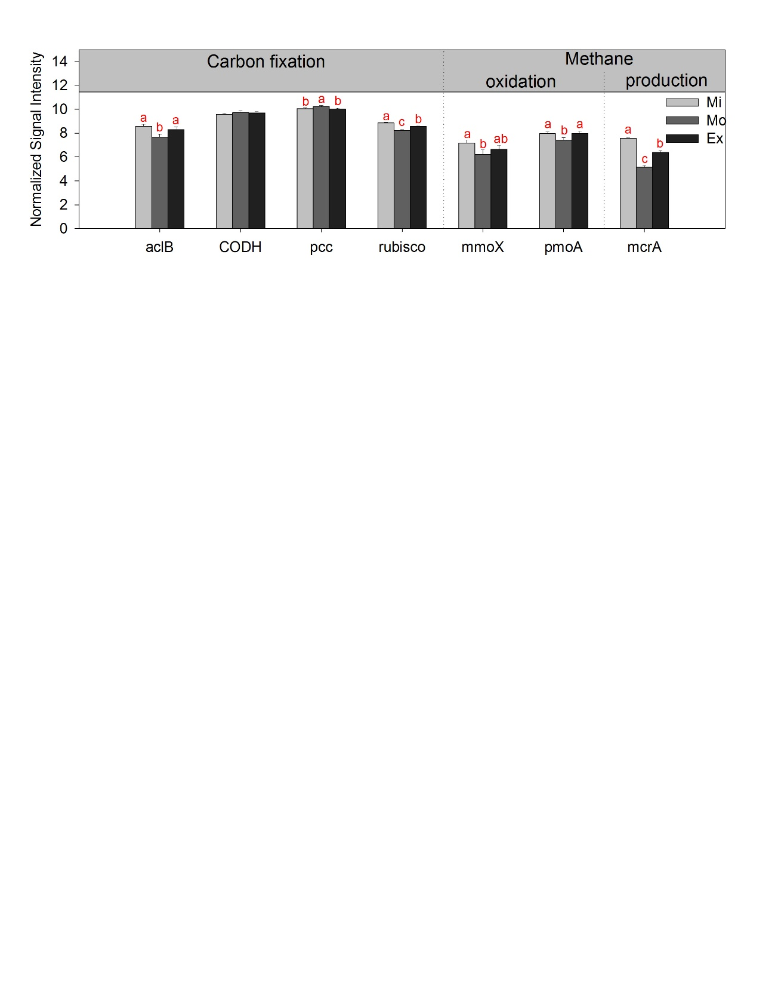 Normalized Signal Intensity
Carbon fixation
Methane
oxidation
production
14
12
10
8
6
4
2
0
Mi
Mo
Ex
a b a
b a b
a c b
a b ab
a b a
a c b
aclB CODH pcc rubisco mmoX pmoA mcrA